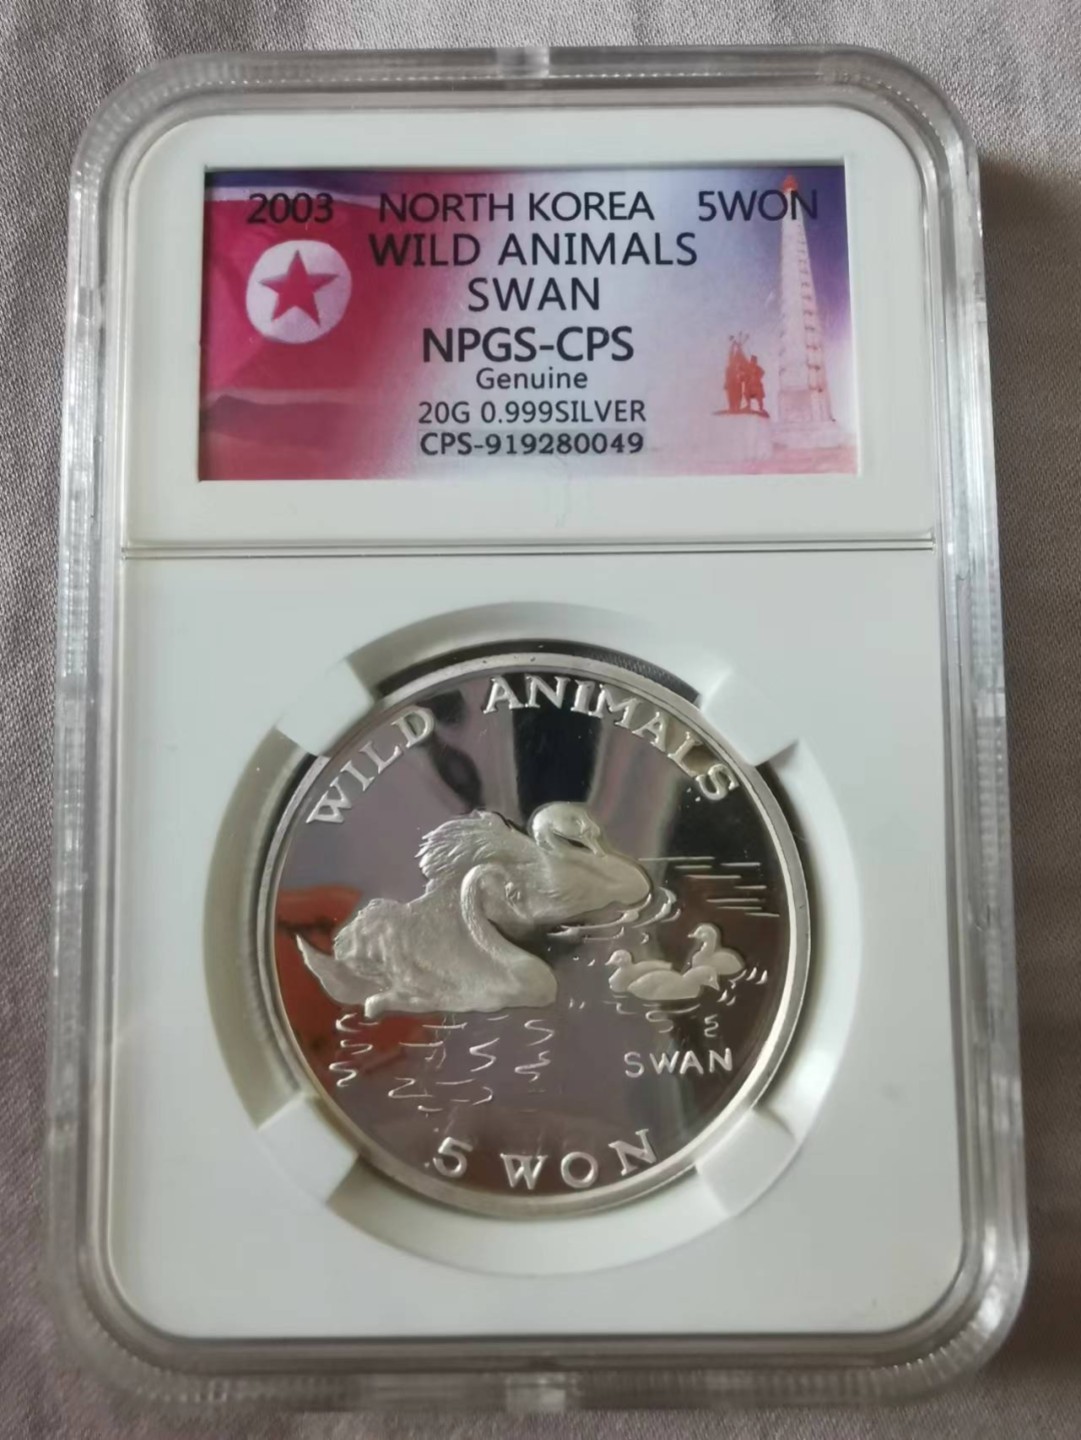 2003 NORTH KOREA 5WON
WILD ANIMALS
SWAN
NPGS-CPS
Genuine
20G 0.999SILVER
CPS-919280049
WILD ANIMALS
SWAN
5 WON